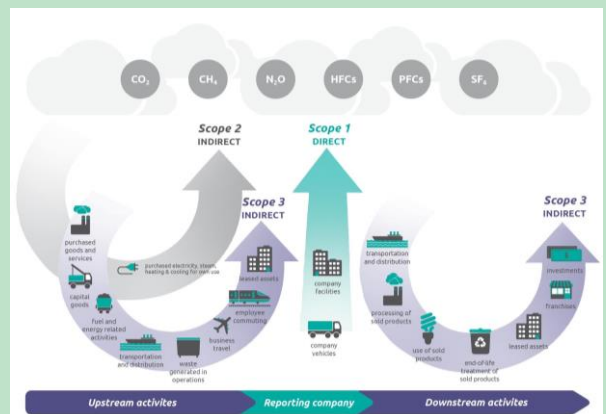 CO₂
CH₄
N₂O
HFCs
PFCs
SF₆
Scope 2
INDIRECT
Scope 1
DIRECT
Scope 3
INDIRECT
Scope 3
INDIRECT
purchased
goods and
services
capital
goods
fuel and
energy related
activities
transportation
and distribution
waste
generated in
operations
business
travel
employee
commuting
leased assets
purchased electricity, steam,
heating & cooling for own use
company
facilities
company
vehicles
transportation
and distribution
processing of
sold products
use of sold
products
end-of-life
treatment of
sold products
leased assets
franchises
investments
Upstream activites
Reporting company
Downstream activites